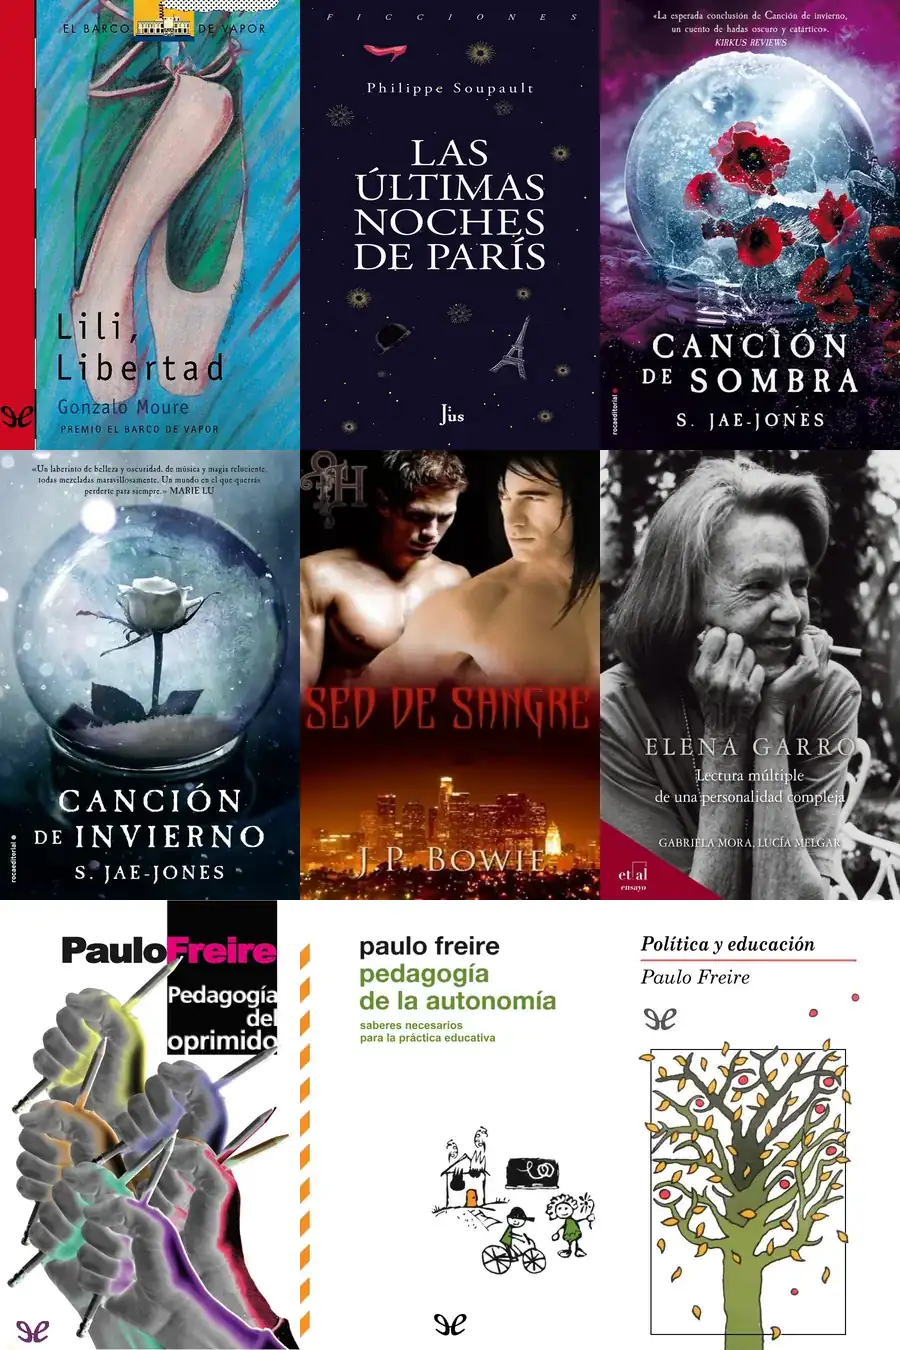 EL BARCO DE VAPOR
Lili,
Libertad
Gonzalo Moure
PREMIO EL BARCO DE VAPOR
FICCIONES
Philippe Soupault
LAS
ÚLTIMAS
NOCHES
DE PARÍS
Jus
«La esperada conclusión de Canción de invierno,
un cuento de hadas oscuro y catártico».
KIRKUS REVIEWS
CANCIÓN
DE SOMBRA
S. JAE-JONES
rocaeditorial
«Un laberinto de belleza y oscuridad, de música y magia reluciente,
todas mezcladas maravillosamente. Un mundo en el que querrás
perderte para siempre.» MARIE LU
CANCIÓN
DE INVIERNO
S. JAE-JONES
rocaeditorial
H
SED DE SANGRE
J.P. BOWIE
ELENA GARRO
Lectura múltiple
de una personalidad compleja
GABRIELA MORA, LUCÍA MELGAR
et al
ensayo
PauloFreire
Pedagogía
del
oprimido
paulo freire
pedagogía
de la autonomía
saberes necesarios
para la práctica educativa
Política y educación
Paulo Freire